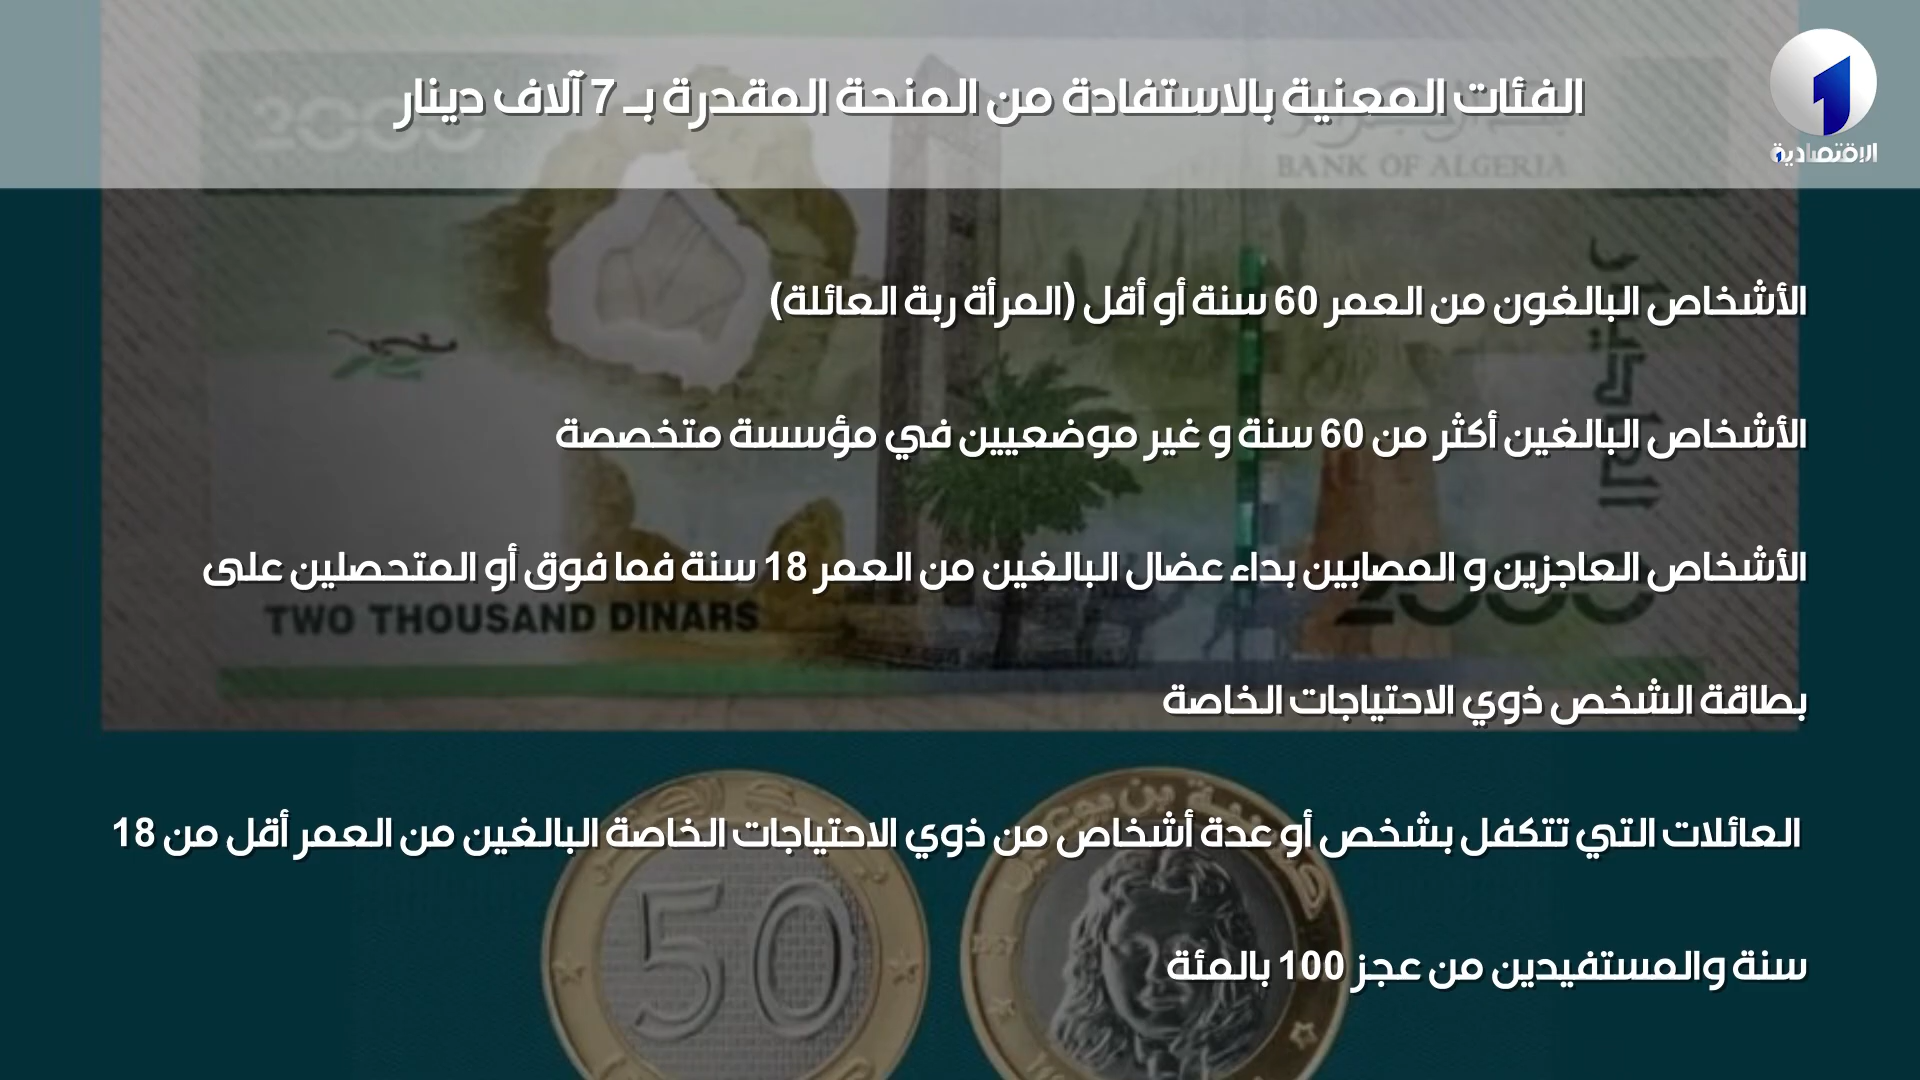 الفئات المعنية بالاستفادة من المنحة المقدرة بـ 7 آلاف دينار
الاقتصادية
2000
BANK OF ALGERIA
الأشخاص البالغون من العمر 60 سنة أو أقل (المرأة ربة العائلة)
الأشخاص البالغين أكثر من 60 سنة و غير موضعيين في مؤسسة متخصصة
الأشخاص العاجزين و المصابين بداء عضال البالغين من العمر 18 سنة فما فوق أو المتحصلين على
2000
TWO THOUSAND DINARS
بطاقة الشخص ذوي الاحتياجات الخاصة
العائلات التي تتكفل بشخص أو عدة أشخاص من ذوي الاحتياجات الخاصة البالغين من العمر أقل من 18
سنة والمستفيدين من عجز 100 بالمئة
50